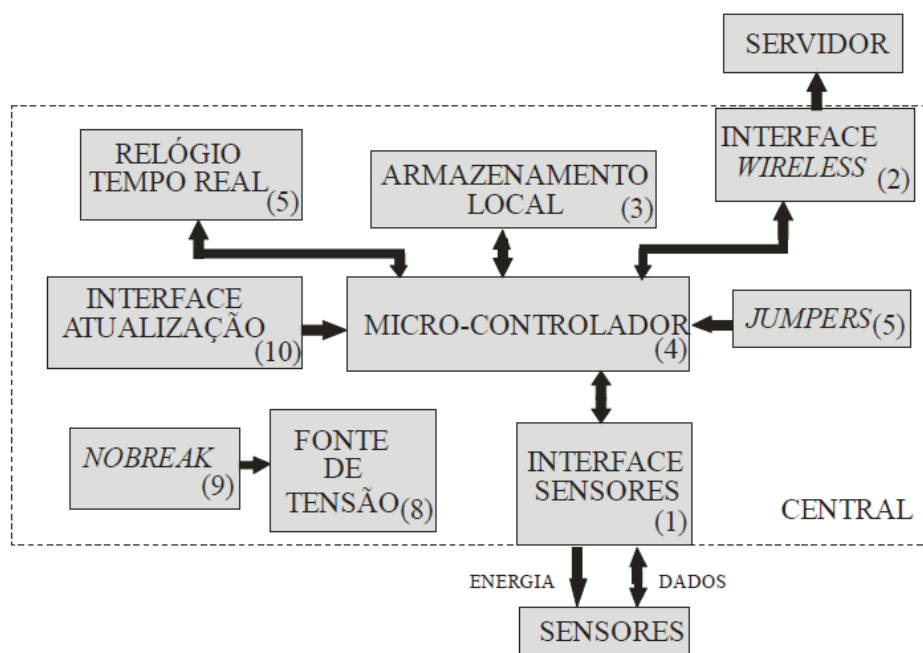 SERVIDOR
INTERFACE
WIRELESS (2)
RELÓGIO
TEMPO REAL (5)
ARMAZENAMENTO
LOCAL (3)
INTERFACE
ATUALIZAÇÃO
(10)
MICRO-CONTROLADOR
(4)
JUMPERS (5)
NOBREAK
(9)
FONTE
DE
TENSÃO (8)
INTERFACE
SENSORES
(1)
CENTRAL
ENERGIA
DADOS
SENSORES